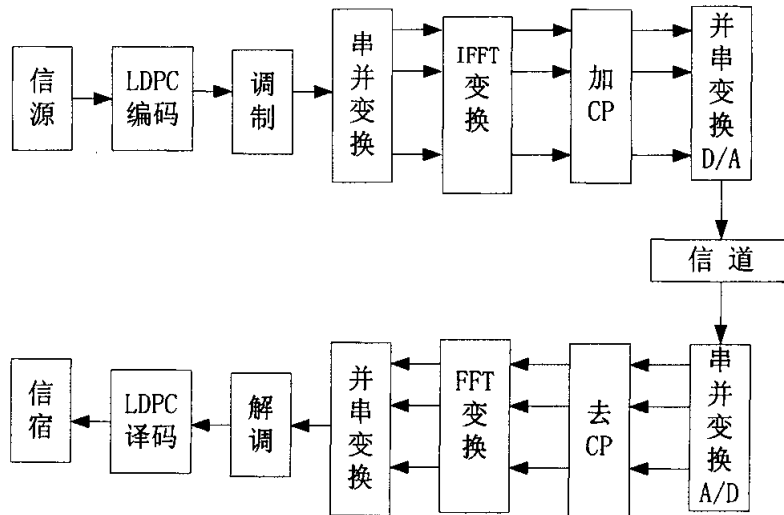 信源
LDPC
编码
调制
串并变换
IFFT
变换
加
CP
并串变换
D/A
信 道
信宿
LDPC
译码
解调
并串变换
FFT
变换
去
CP
串并变换
A/D